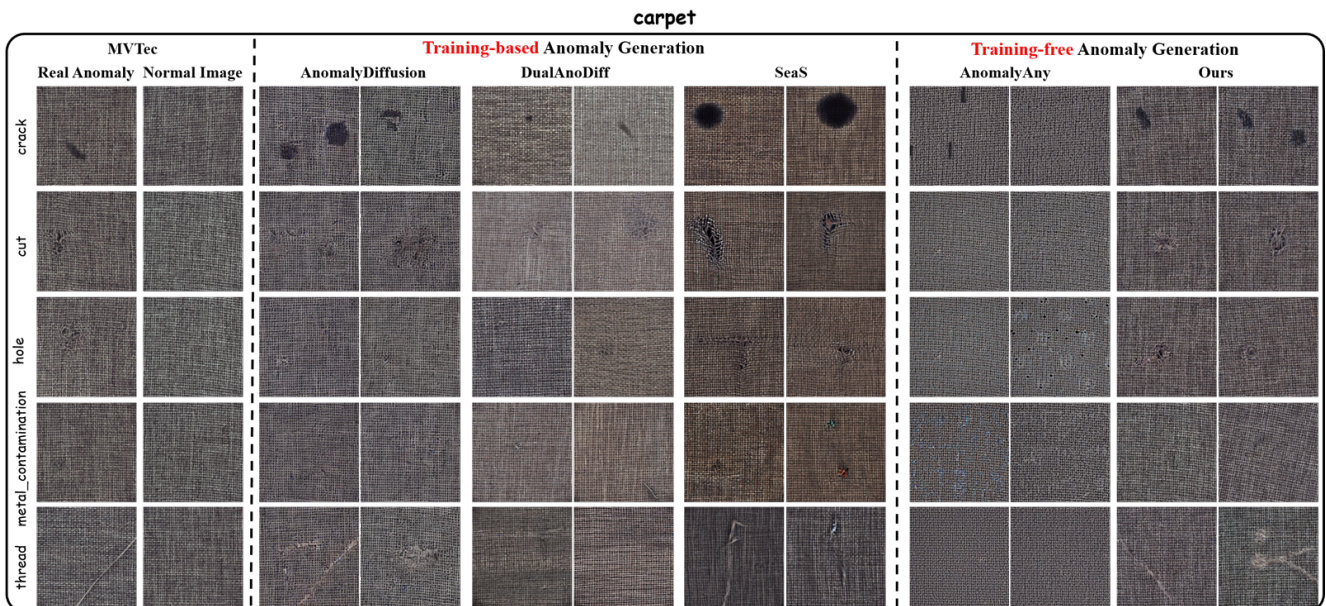 carpet
MVTec
Training-based Anomaly Generation
Training-free Anomaly Generation
Real Anomaly
Normal Image
AnomalyDiffusion
DualAnoDiff
SeaS
AnomalyAny
Ours
crack
cut
hole
metal_contamination
thread